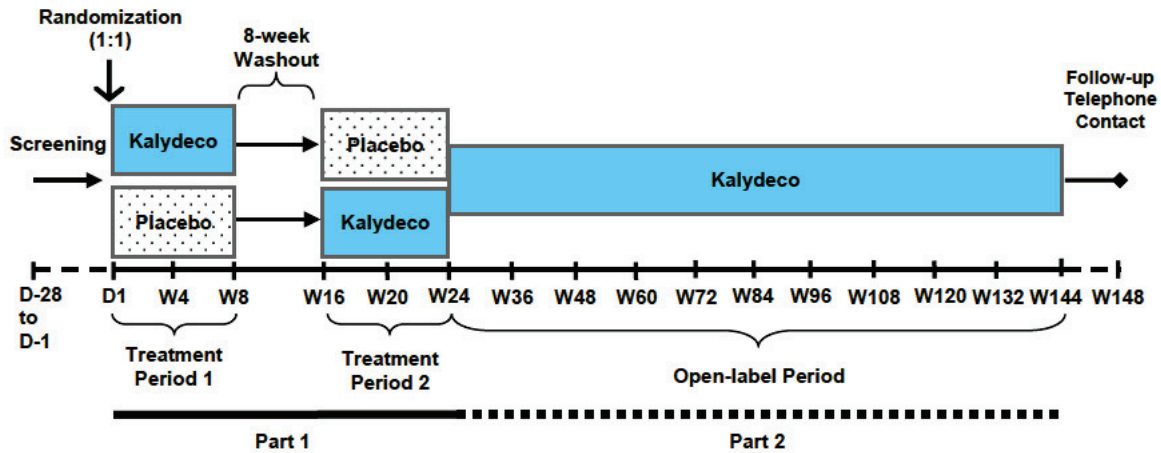 Randomization
(1:1)
8-week
Washout
Follow-up
Telephone
Contact
Screening
Kalydeco
Placebo
Kalydeco
Placebo
Kalydeco
D-28
to
D-1
D1 W4 W8 W16 W20 W24 W36 W48 W60 W72 W84 W96 W108 W120 W132 W144 W148
Treatment
Period 1
Treatment
Period 2
Open-label Period
Part 1
Part 2